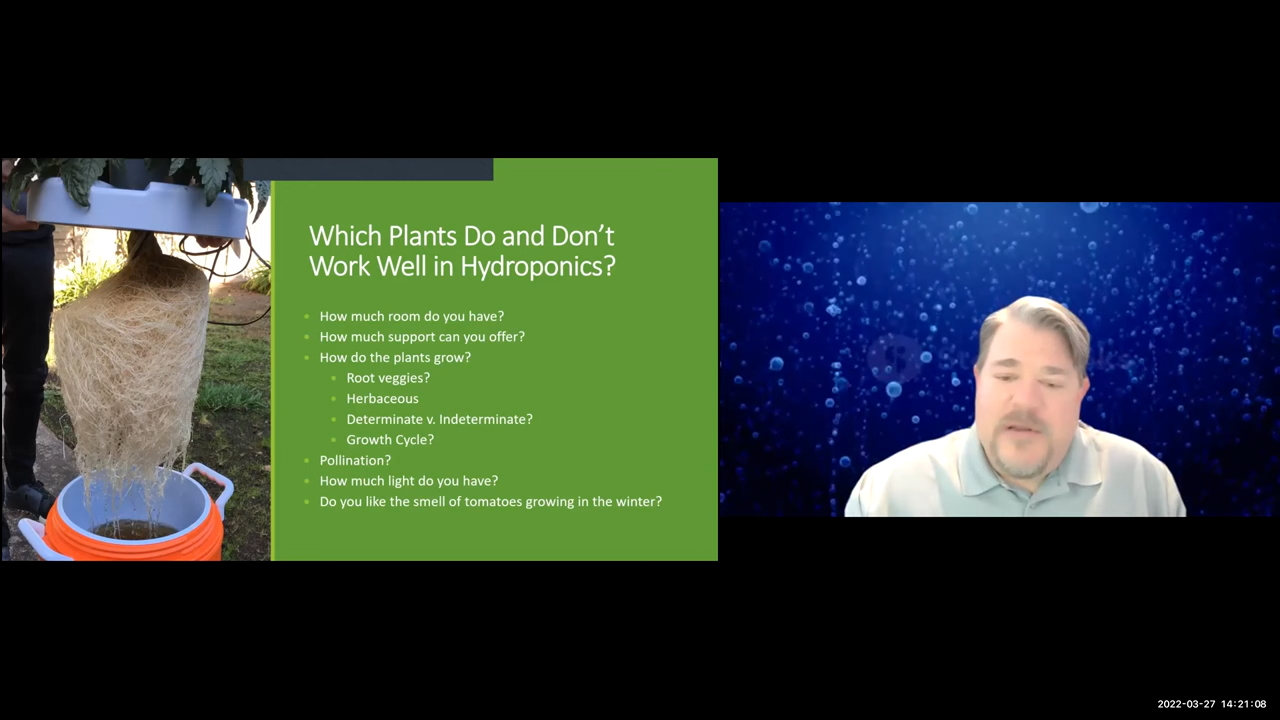 Which Plants Do and Don't
Work Well in Hydroponics?
How much room do you have?
How much support can you offer?
How do the plants grow?
Root veggies?
Herbaceous
Determinate v. Indeterminate?
Growth Cycle?
Pollination?
How much light do you have?
Do you like the smell of tomatoes growing in the winter?
2022-03-27 14:21:08